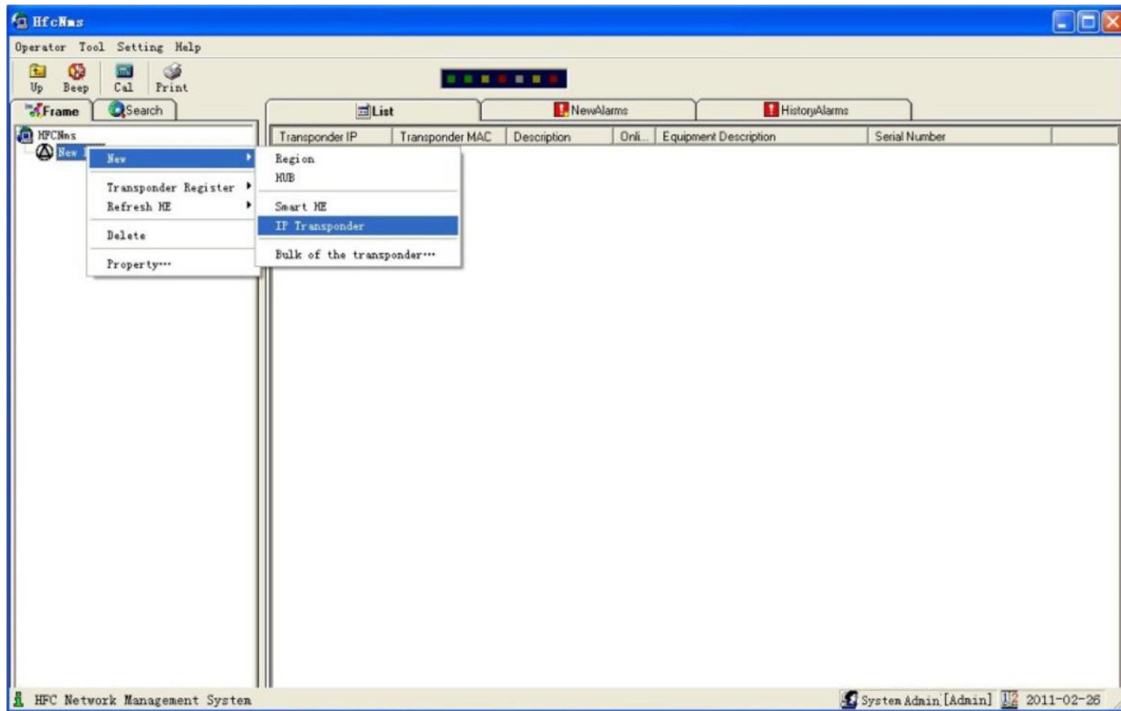 HfcNms
Operator Tool Setting Help
Up Beep Cal Print
Frame Search List NewAlarms HistoryAlarms
HFCNms
New
Transponder IP Transponder MAC Description Onli... Equipment Description Serial Number
New
Transponder Register
Refresh HE
Delete
Property...
Region
HUB
Smart HE
IP Transponder
Bulk of the transponder...
HFC Network Management System System Admin [Admin] 2011-02-26